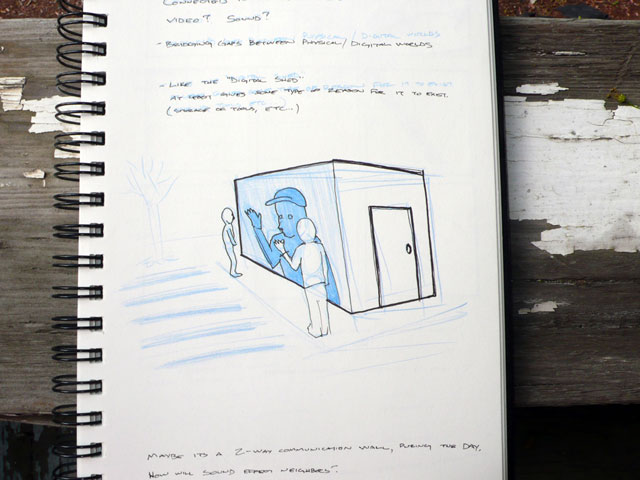 CONNECTED
VIDEO? SOUND?
- BRIDGING GAPS BETWEEN PHYSICAL/DIGITAL WORLDS
- LIKE THE "DIGITAL SHED"
AT LEAST GIVES SOME TYPE OF REASON FOR IT TO EXIST.
(STORAGE OF TOOLS, ETC..)
MAYBE ITS A 2-WAY COMMUNICATION WALL, DURING THE DAY.
HOW WILL SOUND EFFECT NEIGHBORS?